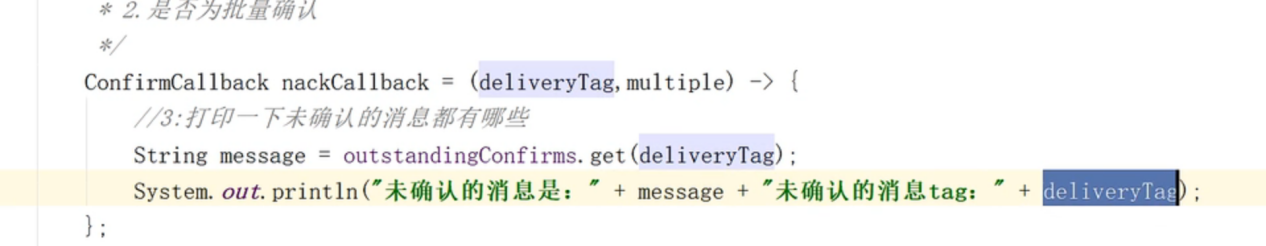 * 2.是否为批量确认
*/
ConfirmCallback nackCallback = (deliveryTag,multiple) -> {
//3:打印一下未确认的消息都有哪些
String message = outstandingConfirms.get(deliveryTag);
System.out.println("未确认的消息是：" + message + "未确认的消息tag：" + deliveryTag);
};